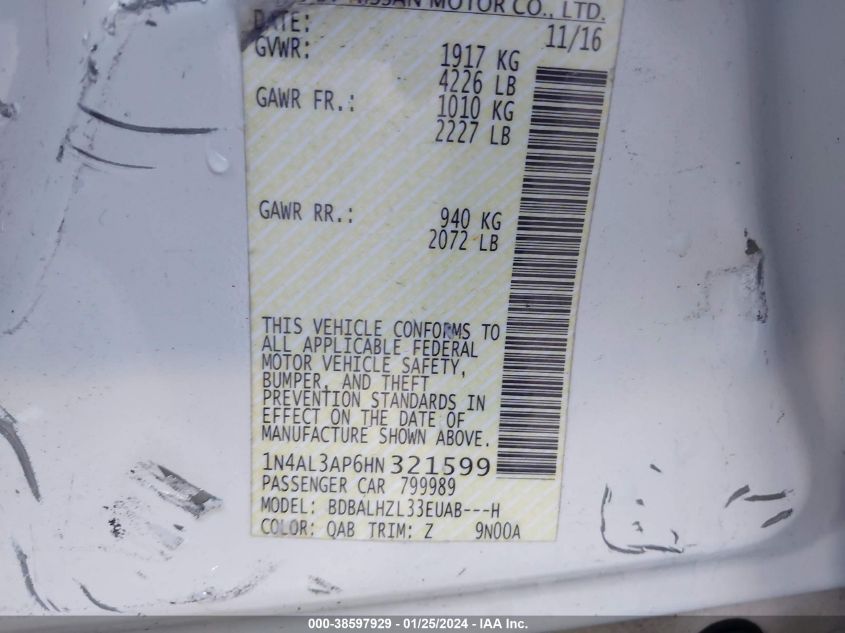 NISSAN MOTOR CO., LTD.
DATE: 11/16
GVWR: 1917 KG
4226 LB
GAWR FR.: 1010 KG
2227 LB
GAWR RR.: 940 KG
2072 LB
THIS VEHICLE CONFORMS TO
ALL APPLICABLE FEDERAL
MOTOR VEHICLE SAFETY,
BUMPER, AND THEFT
PREVENTION STANDARDS IN
EFFECT ON THE DATE OF
MANUFACTURE SHOWN ABOVE.
1N4AL3AP6HN 321599
PASSENGER CAR 799989
MODEL: BDBALHZL33EUAB---H
COLOR: QAB TRIM: Z 9N00A
000-38597929 - 01/25/2024 - IAA Inc.